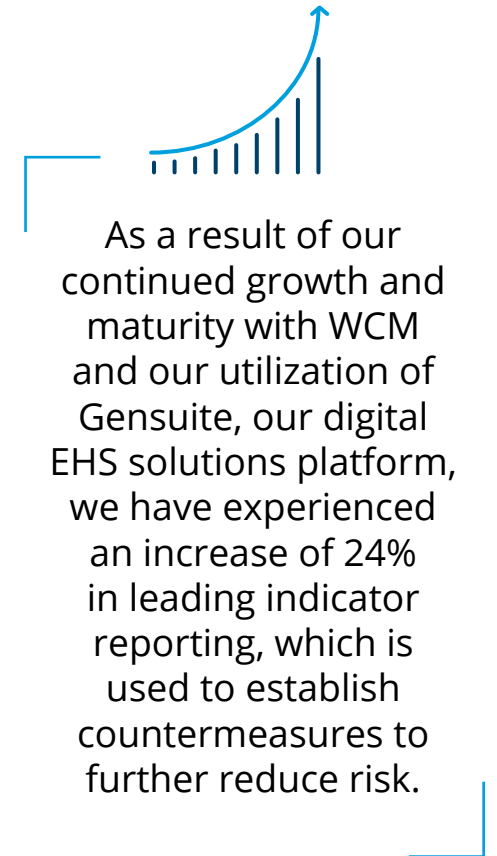 As a result of our
continued growth and
maturity with WCM
and our utilization of
Gensuite, our digital
EHS solutions platform,
we have experienced
an increase of 24%
in leading indicator
reporting, which is
used to establish
countermeasures to
further reduce risk.